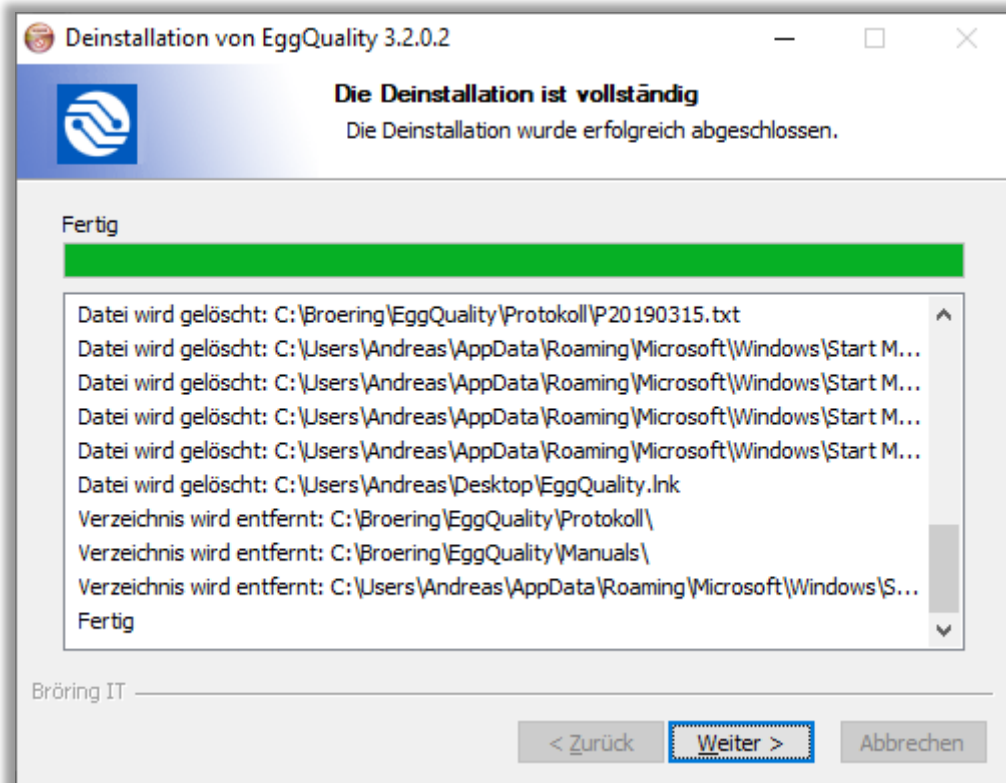 Deinstallation von EggQuality 3.2.0.2
Die Deinstallation ist vollständig
Die Deinstallation wurde erfolgreich abgeschlossen.
Fertig
Datei wird gelöscht: C:\Broering\EggQuality\Protokoll\P20190315.txt
Datei wird gelöscht: C:\Users\Andreas\AppData\Roaming\Microsoft\Windows\Start M...
Datei wird gelöscht: C:\Users\Andreas\AppData\Roaming\Microsoft\Windows\Start M...
Datei wird gelöscht: C:\Users\Andreas\AppData\Roaming\Microsoft\Windows\Start M...
Datei wird gelöscht: C:\Users\Andreas\AppData\Roaming\Microsoft\Windows\Start M...
Datei wird gelöscht: C:\Users\Andreas\Desktop\EggQuality.lnk
Verzeichnis wird entfernt: C:\Broering\EggQuality\Protokoll\
Verzeichnis wird entfernt: C:\Broering\EggQuality\Manuals\
Verzeichnis wird entfernt: C:\Users\Andreas\AppData\Roaming\Microsoft\Windows\S...
Fertig
Bröring IT
< Zurück Weiter > Abbrechen